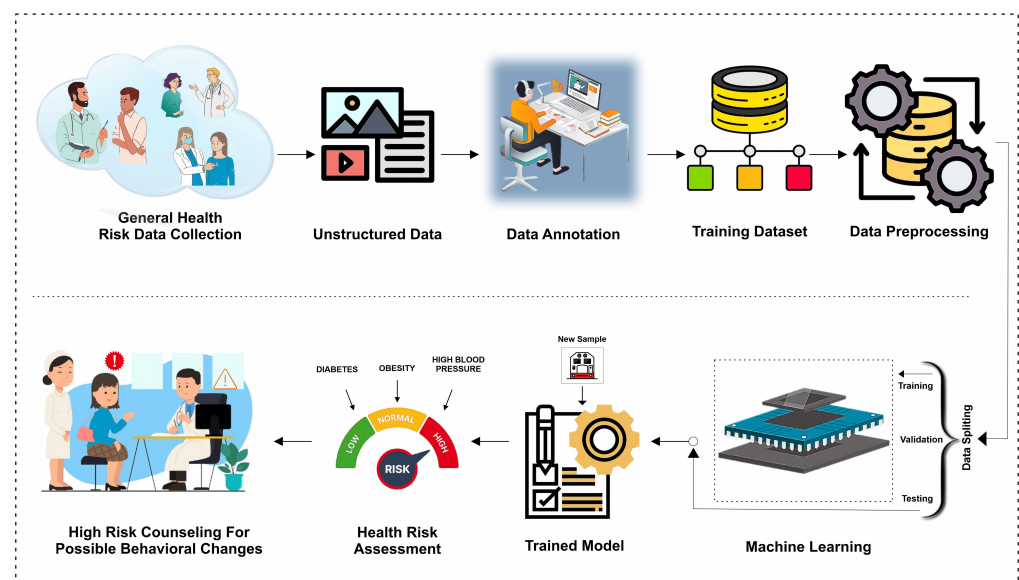 General Health
Risk Data Collection
Unstructured Data
Data Annotation
Training Dataset
Data Preprocessing
New Sample
DIABETES
OBESITY
HIGH BLOOD
PRESSURE
LOW
NORMAL
HIGH
RISK
Training
Validation
Testing
Data Spliting
High Risk Counseling For
Possible Behavioral Changes
Health Risk
Assessment
Trained Model
Machine Learning